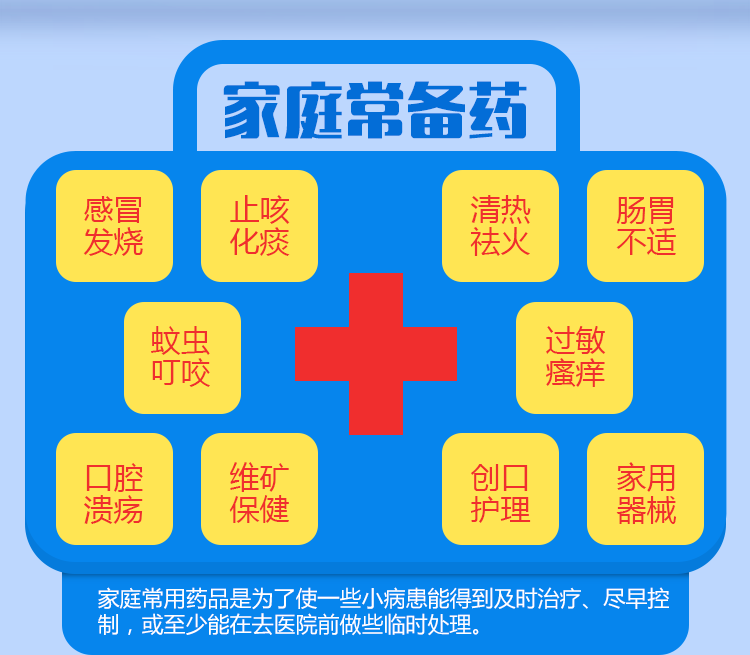 家庭常备药
感冒
发烧
止咳
化痰
清热
祛火
肠胃
不适
蚊虫
叮咬
过敏
瘙痒
口腔
溃疡
维矿
保健
创口
护理
家用
器械
家庭常用药品是为了使一些小病患能得到及时治疗、尽早控
制，或至少能在去医院前做些临时处理。